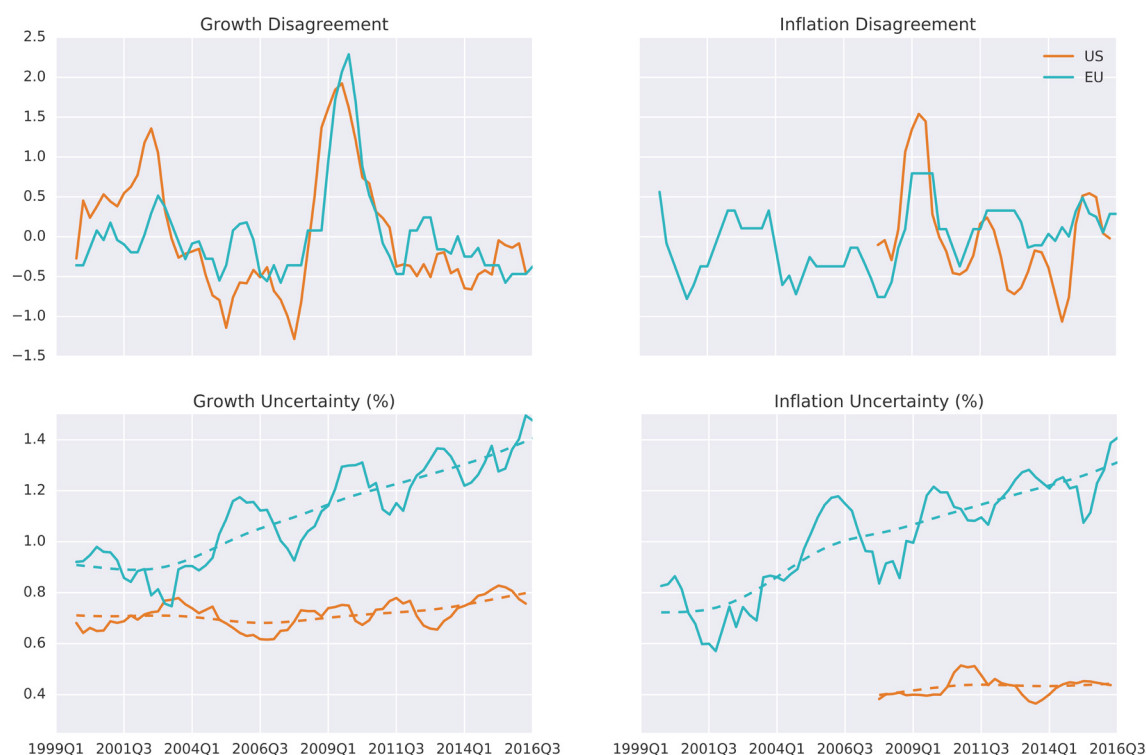 Growth Disagreement
Inflation Disagreement
2.5
2.0
1.5
1.0
0.5
0.0
−0.5
−1.0
−1.5
US
EU
Growth Uncertainty (%)
Inflation Uncertainty (%)
1.4
1.2
1.0
0.8
0.6
0.4
1999Q1 2001Q3 2004Q1 2006Q3 2009Q1 2011Q3 2014Q1 2016Q3
1999Q1 2001Q3 2004Q1 2006Q3 2009Q1 2011Q3 2014Q1 2016Q3